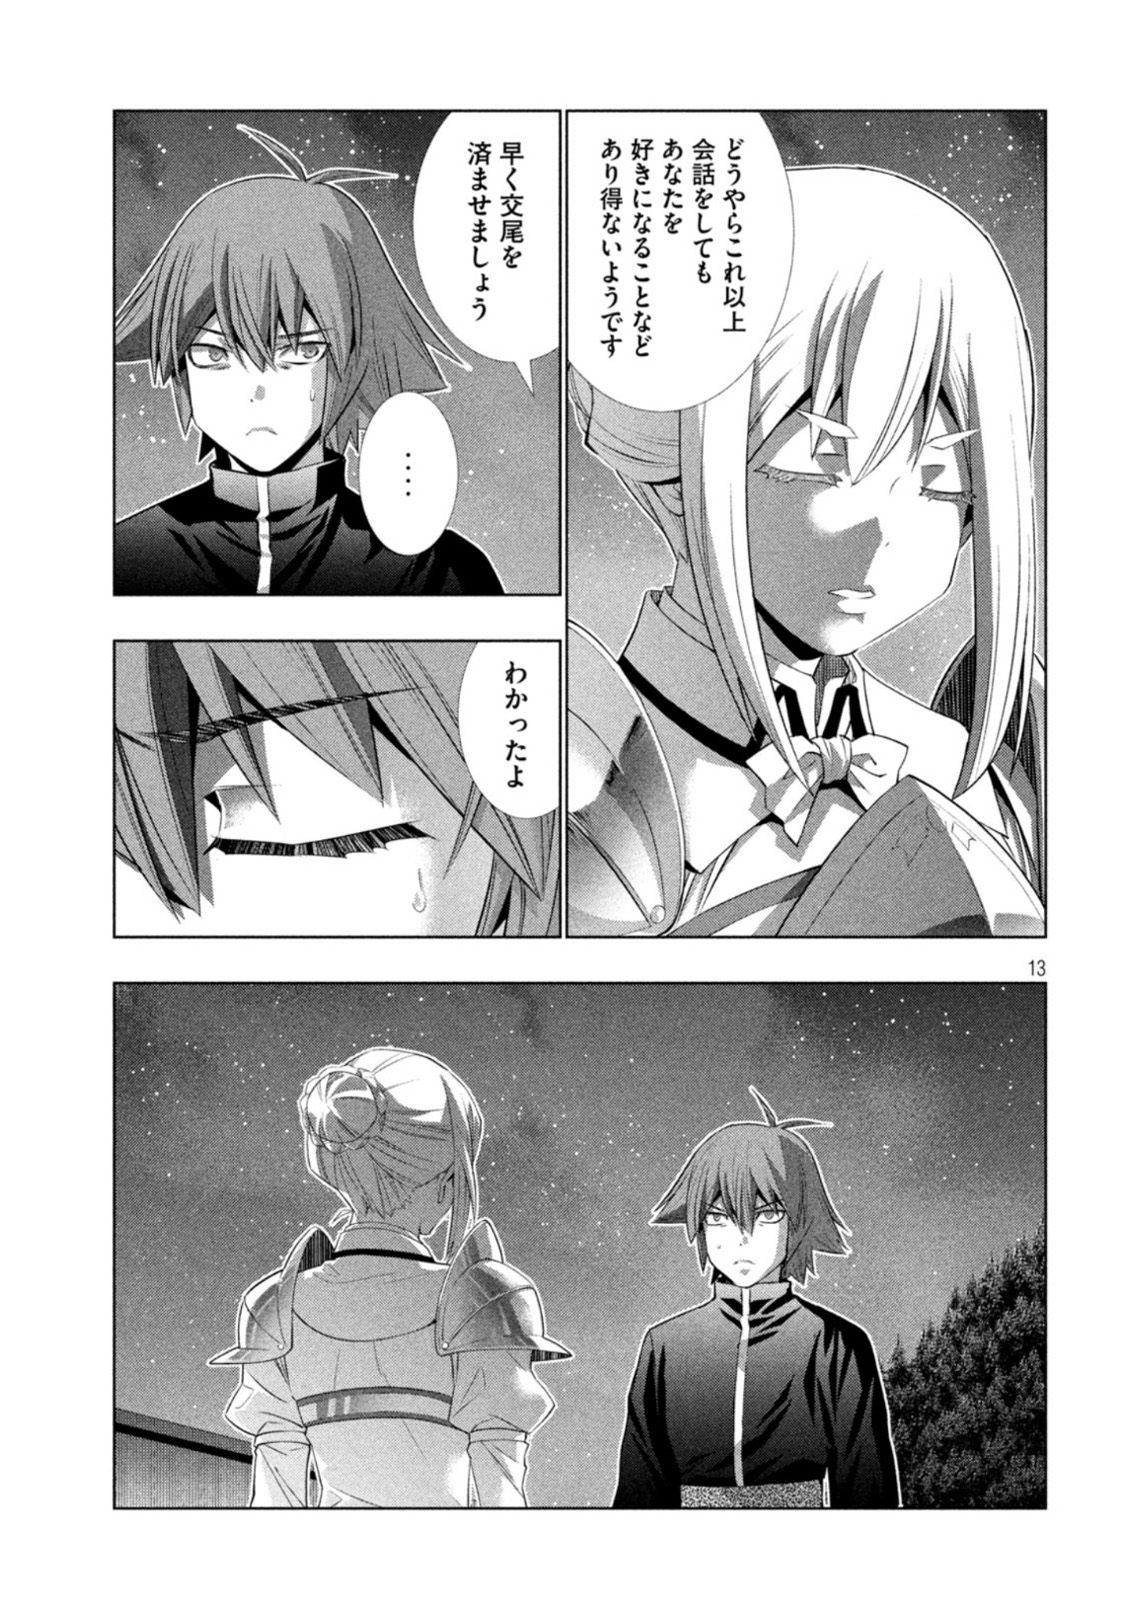 どうやらこれ以上
会話をしても
あなたを
好きになることなど
あり得ないようです
早く交尾を
済ませましょう
・・・・
わかったよ
13